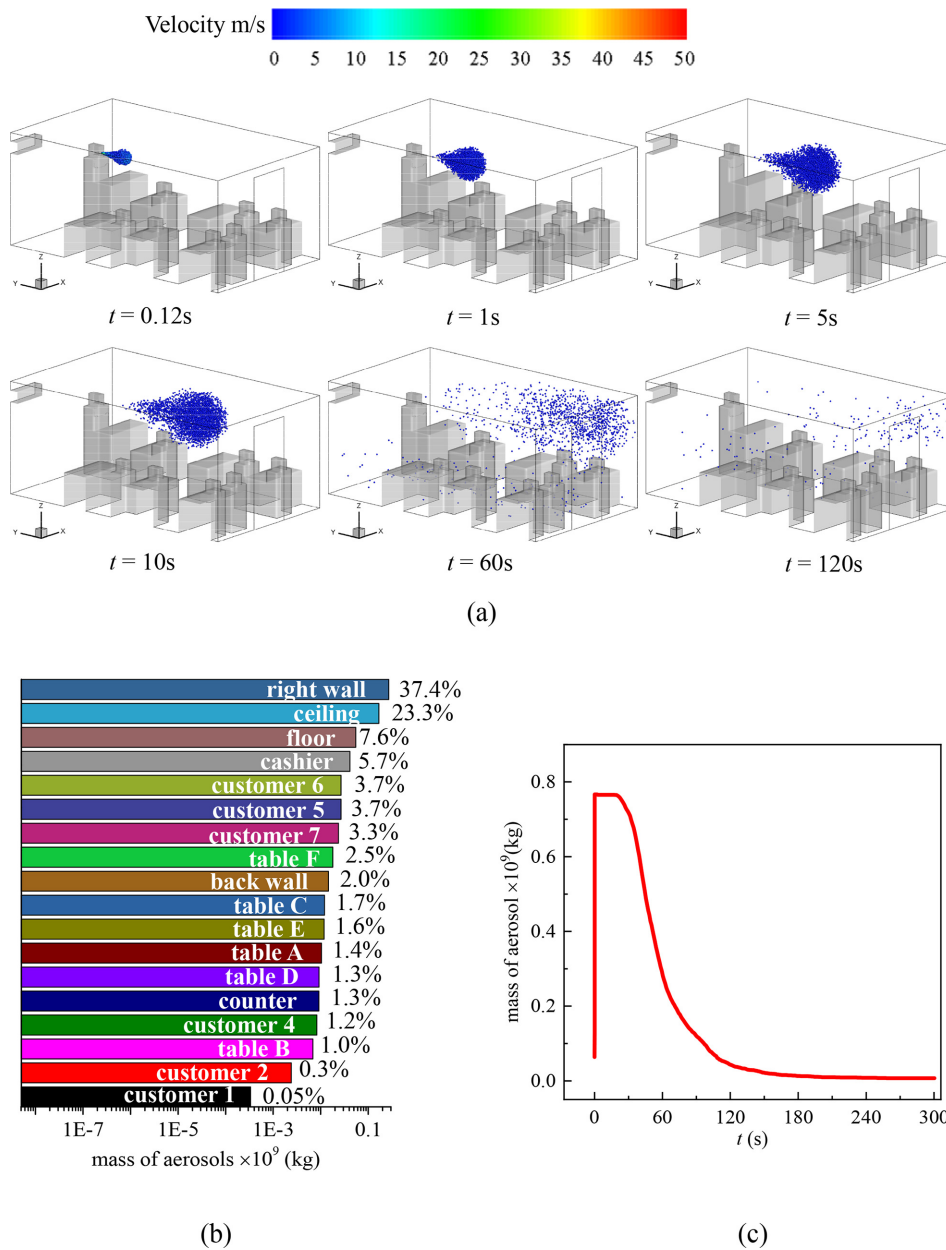 Velocity m/s
0 5 10 15 20 25 30 35 40 45 50
Z
Y X
Z
Y X
Z
Y X
t = 0.12s
t = 1s
t = 5s
Z
Y X
Z
Y X
Z
Y X
t = 10s
t = 60s
t = 120s
(a)
right wall 37.4%
ceiling 23.3%
floor 7.6%
cashier 5.7%
customer 6 3.7%
customer 5 3.7%
customer 7 3.3%
table F 2.5%
back wall 2.0%
table C 1.7%
table E 1.6%
table A 1.4%
table D 1.3%
counter 1.3%
customer 4 1.2%
table B 1.0%
customer 2 0.3%
customer 1 0.05%
1E-7 1E-5 1E-3 0.1
mass of aerosols ×10⁹ (kg)
(b)
mass of aerosol ×10⁹(kg)
0.8
0.6
0.4
0.2
0.0
0 60 120 180 240 300
t (s)
(c)